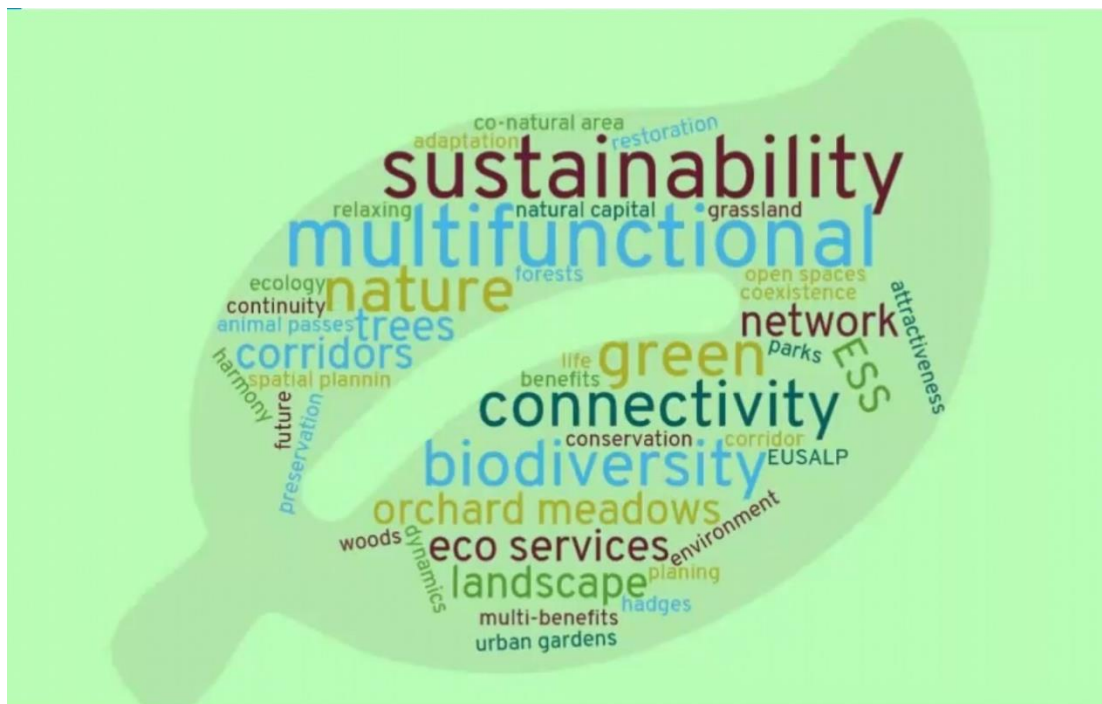 co-natural area
adaptation
restoration
sustainability
relaxing
natural capital
grassland
multifunctional
ecology
nature
forests
open spaces
coexistence
continuity
animal passes
trees
network
attractiveness
corridors
harmony
spatial plannin
life
green
parks
ESS
benefits
future
preservation
connectivity
conservation
corridor
biodiversity
EUSALP
orchard meadows
woods
dynamics
eco services
environment
landscape
planing
hadges
multi-benefits
urban gardens